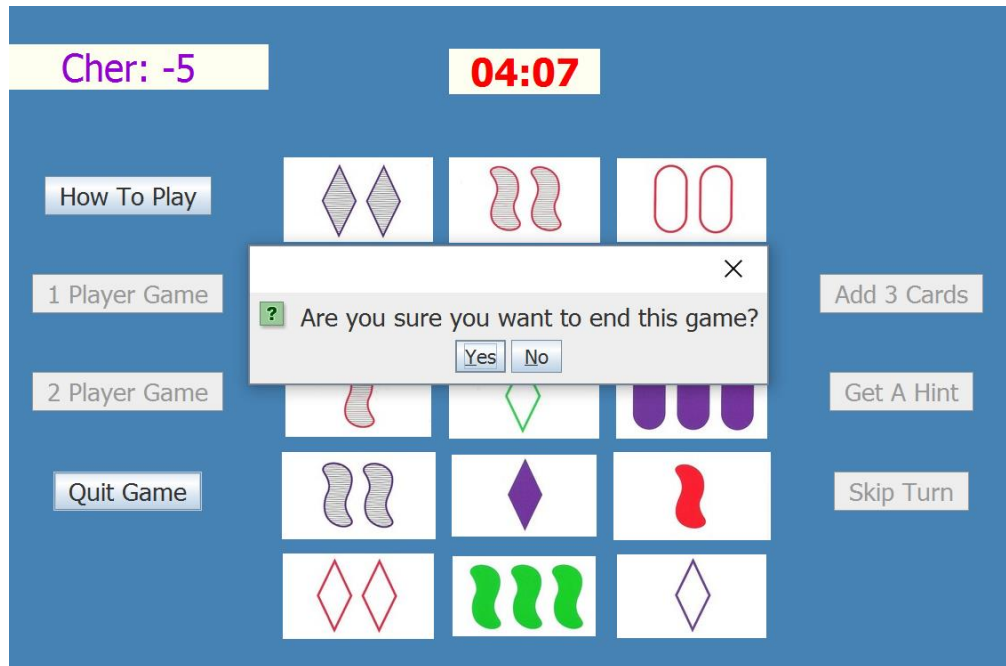 Cher: -5
04:07
How To Play
1 Player Game
2 Player Game
Quit Game
?
Are you sure you want to end this game?
Yes
No
Add 3 Cards
Get A Hint
Skip Turn